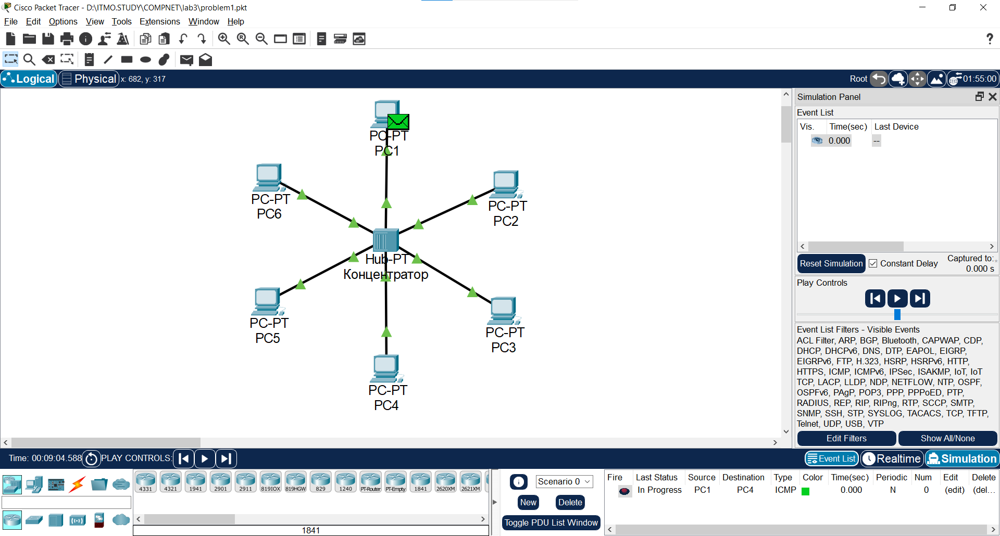 Cisco Packet Tracer - D:\ITMO.STUDY\COMPNET\lab3\problem1.pkt
File Edit Options View Tools Extensions Window Help
?
Logical Physical x: 682, y: 317 Root 01:55:00
PC-PT
PC1
PC-PT
PC6
PC-PT
PC2
Hub-PT
Концентратор
PC-PT
PC5
PC-PT
PC3
PC-PT
PC4
Simulation Panel
Event List
Vis. Time(sec) Last Device
0.000 --
Reset Simulation Constant Delay Captured to:
0.000 s
Play Controls
Event List Filters - Visible Events
ACL Filter, ARP, BGP, Bluetooth, CAPWAP, CDP,
DHCP, DHCPv6, DNS, DTP, EAPOL, EIGRP,
EIGRPv6, FTP, H.323, HSRP, HSRPv6, HTTP,
HTTPS, ICMP, ICMPv6, IPSec, ISAKMP, IoT, IoT
TCP, LACP, LLDP, NDP, NETFLOW, NTP, OSPF,
OSPFv6, PAgP, POP3, PPP, PPPoED, PTP,
RADIUS, REP, RIP, RIPng, RTP, SCCP, SMTP,
SNMP, SSH, STP, SYSLOG, TACACS, TCP, TFTP,
Telnet, UDP, USB, VTP
Edit Filters Show All/None
Time: 00:09:04.588 PLAY CONTROLS: Event List Realtime Simulation
4331 4321 1941 2901 2911 819IOX 819HGW 829 1240 PT-Router PT-Empty 1841 2620XM 2621XM
1841
Scenario 0
New Delete
Toggle PDU List Window
Fire Last Status Source Destination Type Color Time(sec) Periodic Num Edit Delete
In Progress PC1 PC4 ICMP 0.000 N 0 (edit) (del...